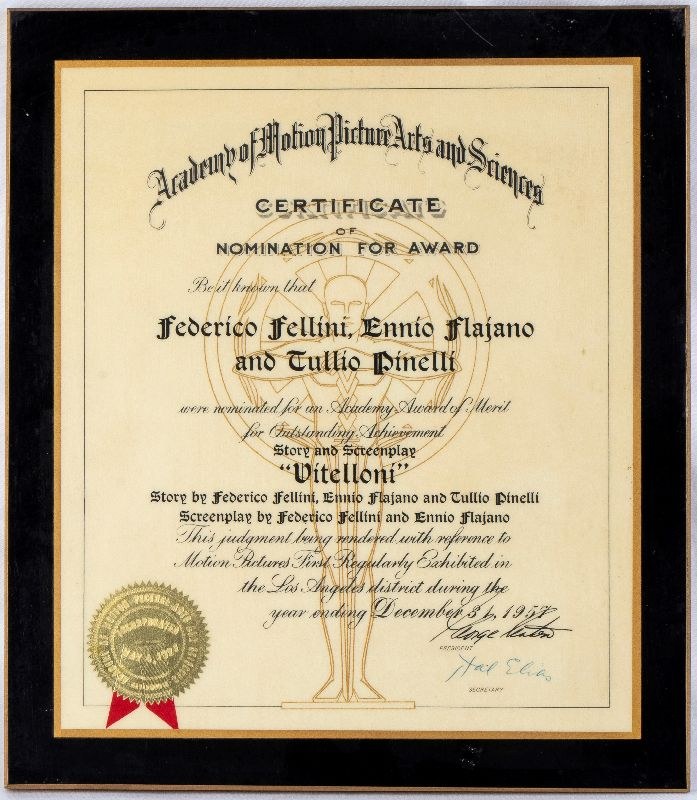 Academy of Motion Picture Arts and Sciences
CERTIFICATE
OF
NOMINATION FOR AWARD
Be it known that
Federico Fellini, Ennio Flajano
and Tullio Pinelli
were nominated for an Academy Award of Merit
for Outstanding Achievement
Story and Screenplay
"Vitelloni"
Story by Federico Fellini, Ennio Flajano and Tullio Pinelli
Screenplay by Federico Fellini and Ennio Flajano
This judgment being rendered with reference to
Motion Pictures First Regularly Exhibited in
the Los Angeles district during the
year ending December 31, 1957
George Seaton
PRESIDENT
Hal Elias
SECRETARY